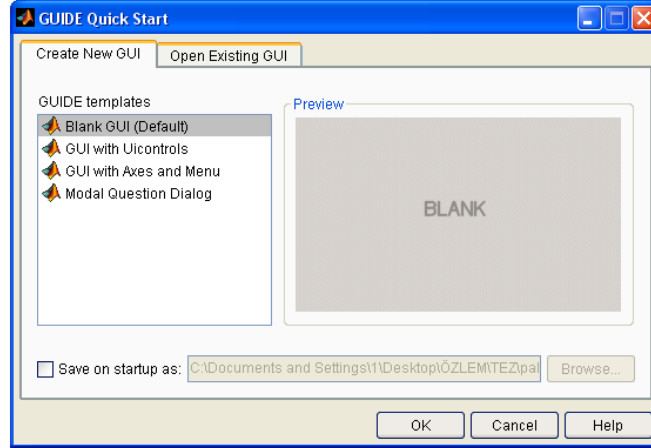 GUIDE Quick Start
Create New GUI Open Existing GUI
GUIDE templates
Blank GUI (Default)
GUI with Uicontrols
GUI with Axes and Menu
Modal Question Dialog
Preview
BLANK
Save on startup as: C:\Documents and Settings\1\Desktop\ÖZLEM\TEZ\pal Browse...
OK Cancel Help